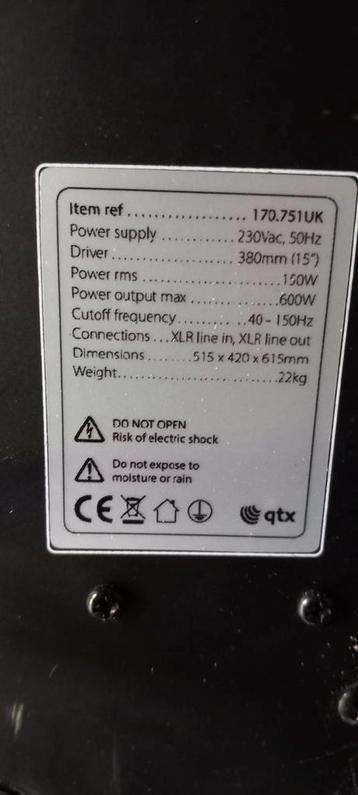 Item ref .................... 170.751UK
Power supply ............ 230Vac, 50Hz
Driver ..................... 380mm (15")
Power rms ....................... 150W
Power output max ............... 600W
Cutoff frequency ........... 40 - 150Hz
Connections ... XLR line in, XLR line out
Dimensions ........ 515 x 420 x 615mm
Weight .......................... 22kg
DO NOT OPEN
Risk of electric shock
Do not expose to
moisture or rain
CE
qtx